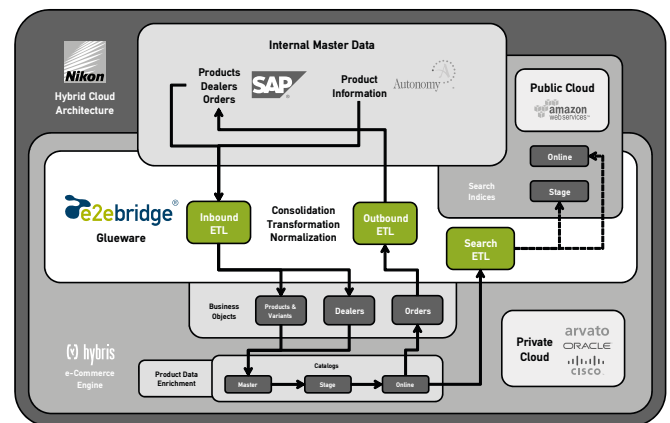 Internal Master Data
Nikon
Hybrid Cloud
Architecture
Products
Dealers
Orders
SAP®
Product
Information
Autonomy
Public Cloud
amazon
webservices™
Online
Stage
Search
Indices
e2ebridge®
Glueware
Inbound
ETL
Consolidation
Transformation
Normalization
Outbound
ETL
Search
ETL
Business
Objects
Products &
Variants
Dealers
Orders
(y) hybris
e-Commerce
Engine
Product Data
Enrichment
Catalogs
Master
Stage
Online
Private
Cloud
arvato
ORACLE
CISCO.